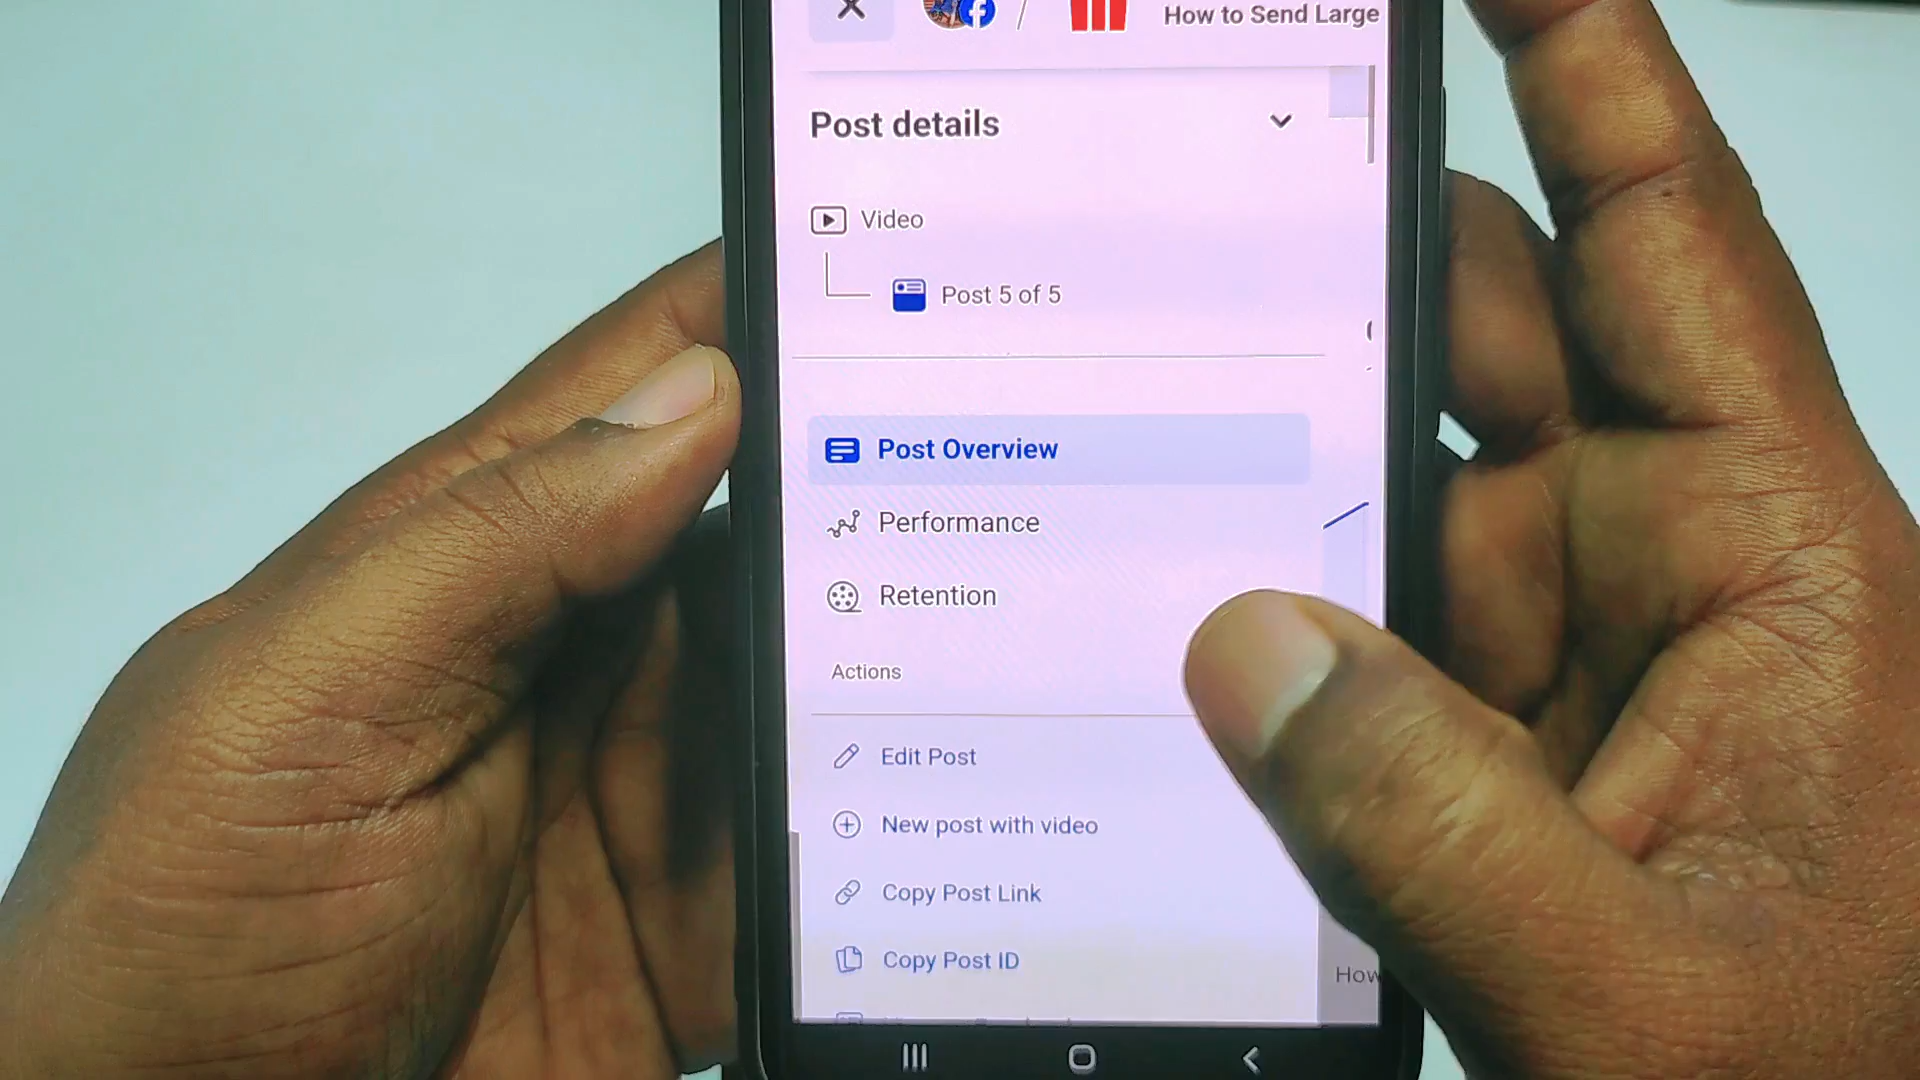 How to Send Large
Post details
Video
Post 5 of 5
Post Overview
Performance
Retention
Actions
Edit Post
New post with video
Copy Post Link
Copy Post ID
How